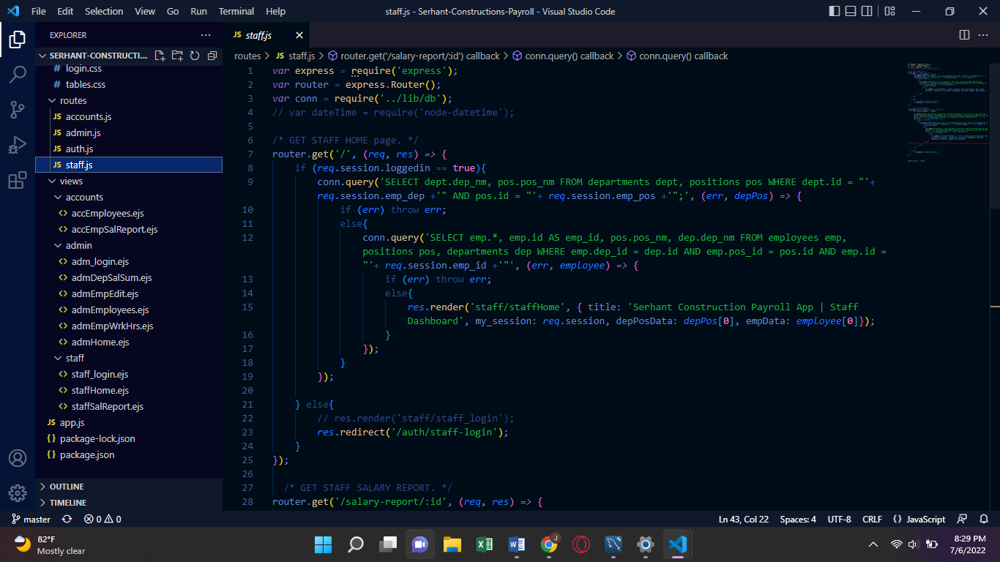 File Edit Selection View Go Run Terminal Help
staff.js - Serhant-Constructions-Payroll - Visual Studio Code
EXPLORER
SERHANT-CONSTRUCTI...
login.css
tables.css
routes
JS accounts.js
JS admin.js
JS auth.js
JS staff.js
views
accounts
accEmployees.ejs
accEmpSalReport.ejs
admin
adm_login.ejs
admDepSalSum.ejs
admEmpEdit.ejs
admEmployees.ejs
admEmpWrkHrs.ejs
admHome.ejs
staff
staff_login.ejs
staffHome.ejs
staffSalReport.ejs
JS app.js
package-lock.json
package.json
OUTLINE
TIMELINE
JS staff.js
routes > JS staff.js > router.get('/salary-report/:id') callback > conn.query() callback > conn.query() callback
1 var express = require('express');
2 var router = express.Router();
3 var conn = require('../lib/db');
4 // var dateTime = require('node-datetime');
5
6 /* GET STAFF HOME page. */
7 router.get('/', (req, res) => {
8 if (req.session.loggedin == true){
9 conn.query('SELECT dept.dep_nm, pos.pos_nm FROM departments dept, positions pos WHERE dept.id = "'+
req.session.emp_dep +'" AND pos.id = "'+ req.session.emp_pos +'";', (err, depPos) => {
10 if (err) throw err;
11 else{
12 conn.query('SELECT emp.*, emp.id AS emp_id, pos.pos_nm, dep.dep_nm FROM employees emp,
positions pos, departments dep WHERE emp.dep_id = dep.id AND emp.pos_id = pos.id AND emp.id =
"'+ req.session.emp_id +'"', (err, employee) => {
13 if (err) throw err;
14 else{
15 res.render('staff/staffHome', { title: 'Serhant Construction Payroll App | Staff
Dashboard', my_session: req.session, depPosData: depPos[0], empData: employee[0]});
16 }
17 });
18 }
19 });
20
21 } else{
22 // res.render('staff/staff_login');
23 res.redirect('/auth/staff-login');
24 }
25 });
26
27 /* GET STAFF SALARY REPORT. */
28 router.get('/salary-report/:id', (req, res) => {
master 0 0 Ln 43, Col 22 Spaces: 4 UTF-8 CRLF {} JavaScript
82°F
Mostly clear
8:29 PM
7/6/2022